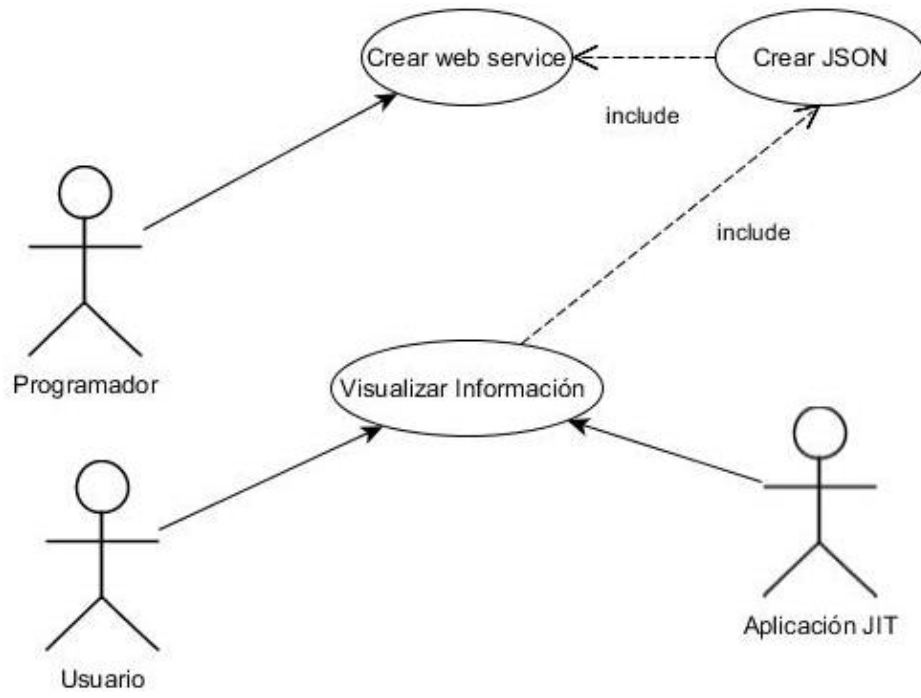 Crear web service
Crear JSON
include
include
Programador
Visualizar Información
Usuario
Aplicación JIT